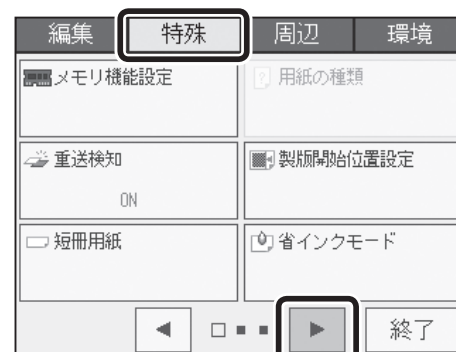 編集 特殊 周辺 環境
メモリ機能設定 用紙の種類
重送検知 製版開始位置設定
ON
短冊用紙 省インクモード
終了